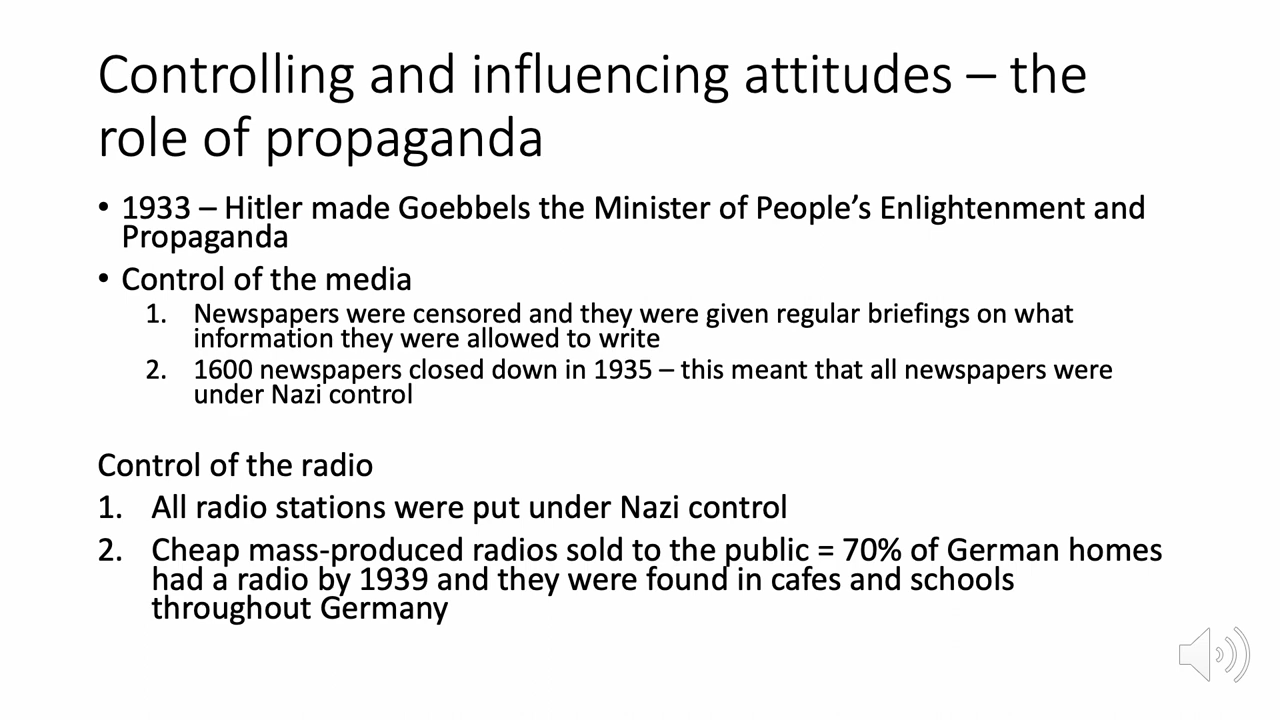 Controlling and influencing attitudes – the
role of propaganda
• 1933 – Hitler made Goebbels the Minister of People’s Enlightenment and
Propaganda
• Control of the media
1. Newspapers were censored and they were given regular briefings on what
information they were allowed to write
2. 1600 newspapers closed down in 1935 – this meant that all newspapers were
under Nazi control
Control of the radio
1. All radio stations were put under Nazi control
2. Cheap mass-produced radios sold to the public = 70% of German homes
had a radio by 1939 and they were found in cafes and schools
throughout Germany